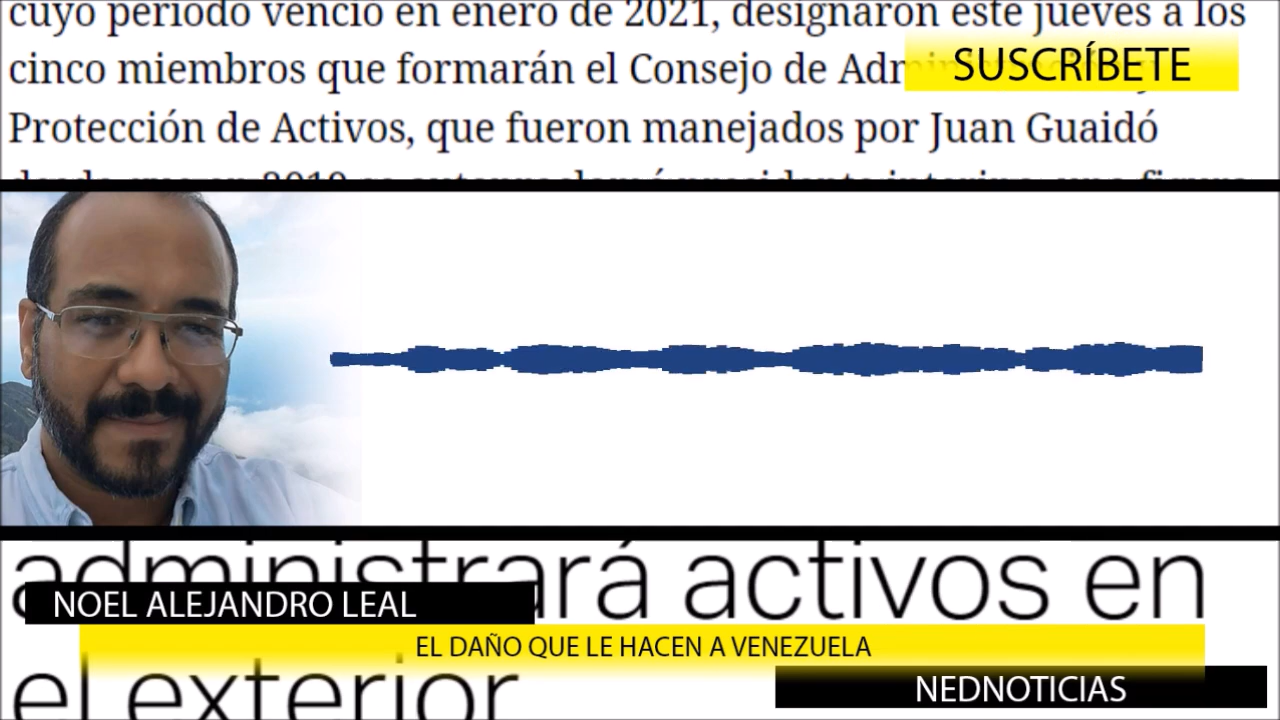 cuyo período venció en enero de 2021, designaron este jueves a los
cinco miembros que formarán el Consejo de
SUSCRÍBETE
Protección de Activos, que fueron manejados por Juan Guaidó
administrará activos en
NOEL ALEJANDRO LEAL
EL DAÑO QUE LE HACEN A VENEZUELA
el exterior
NEDNOTICIAS